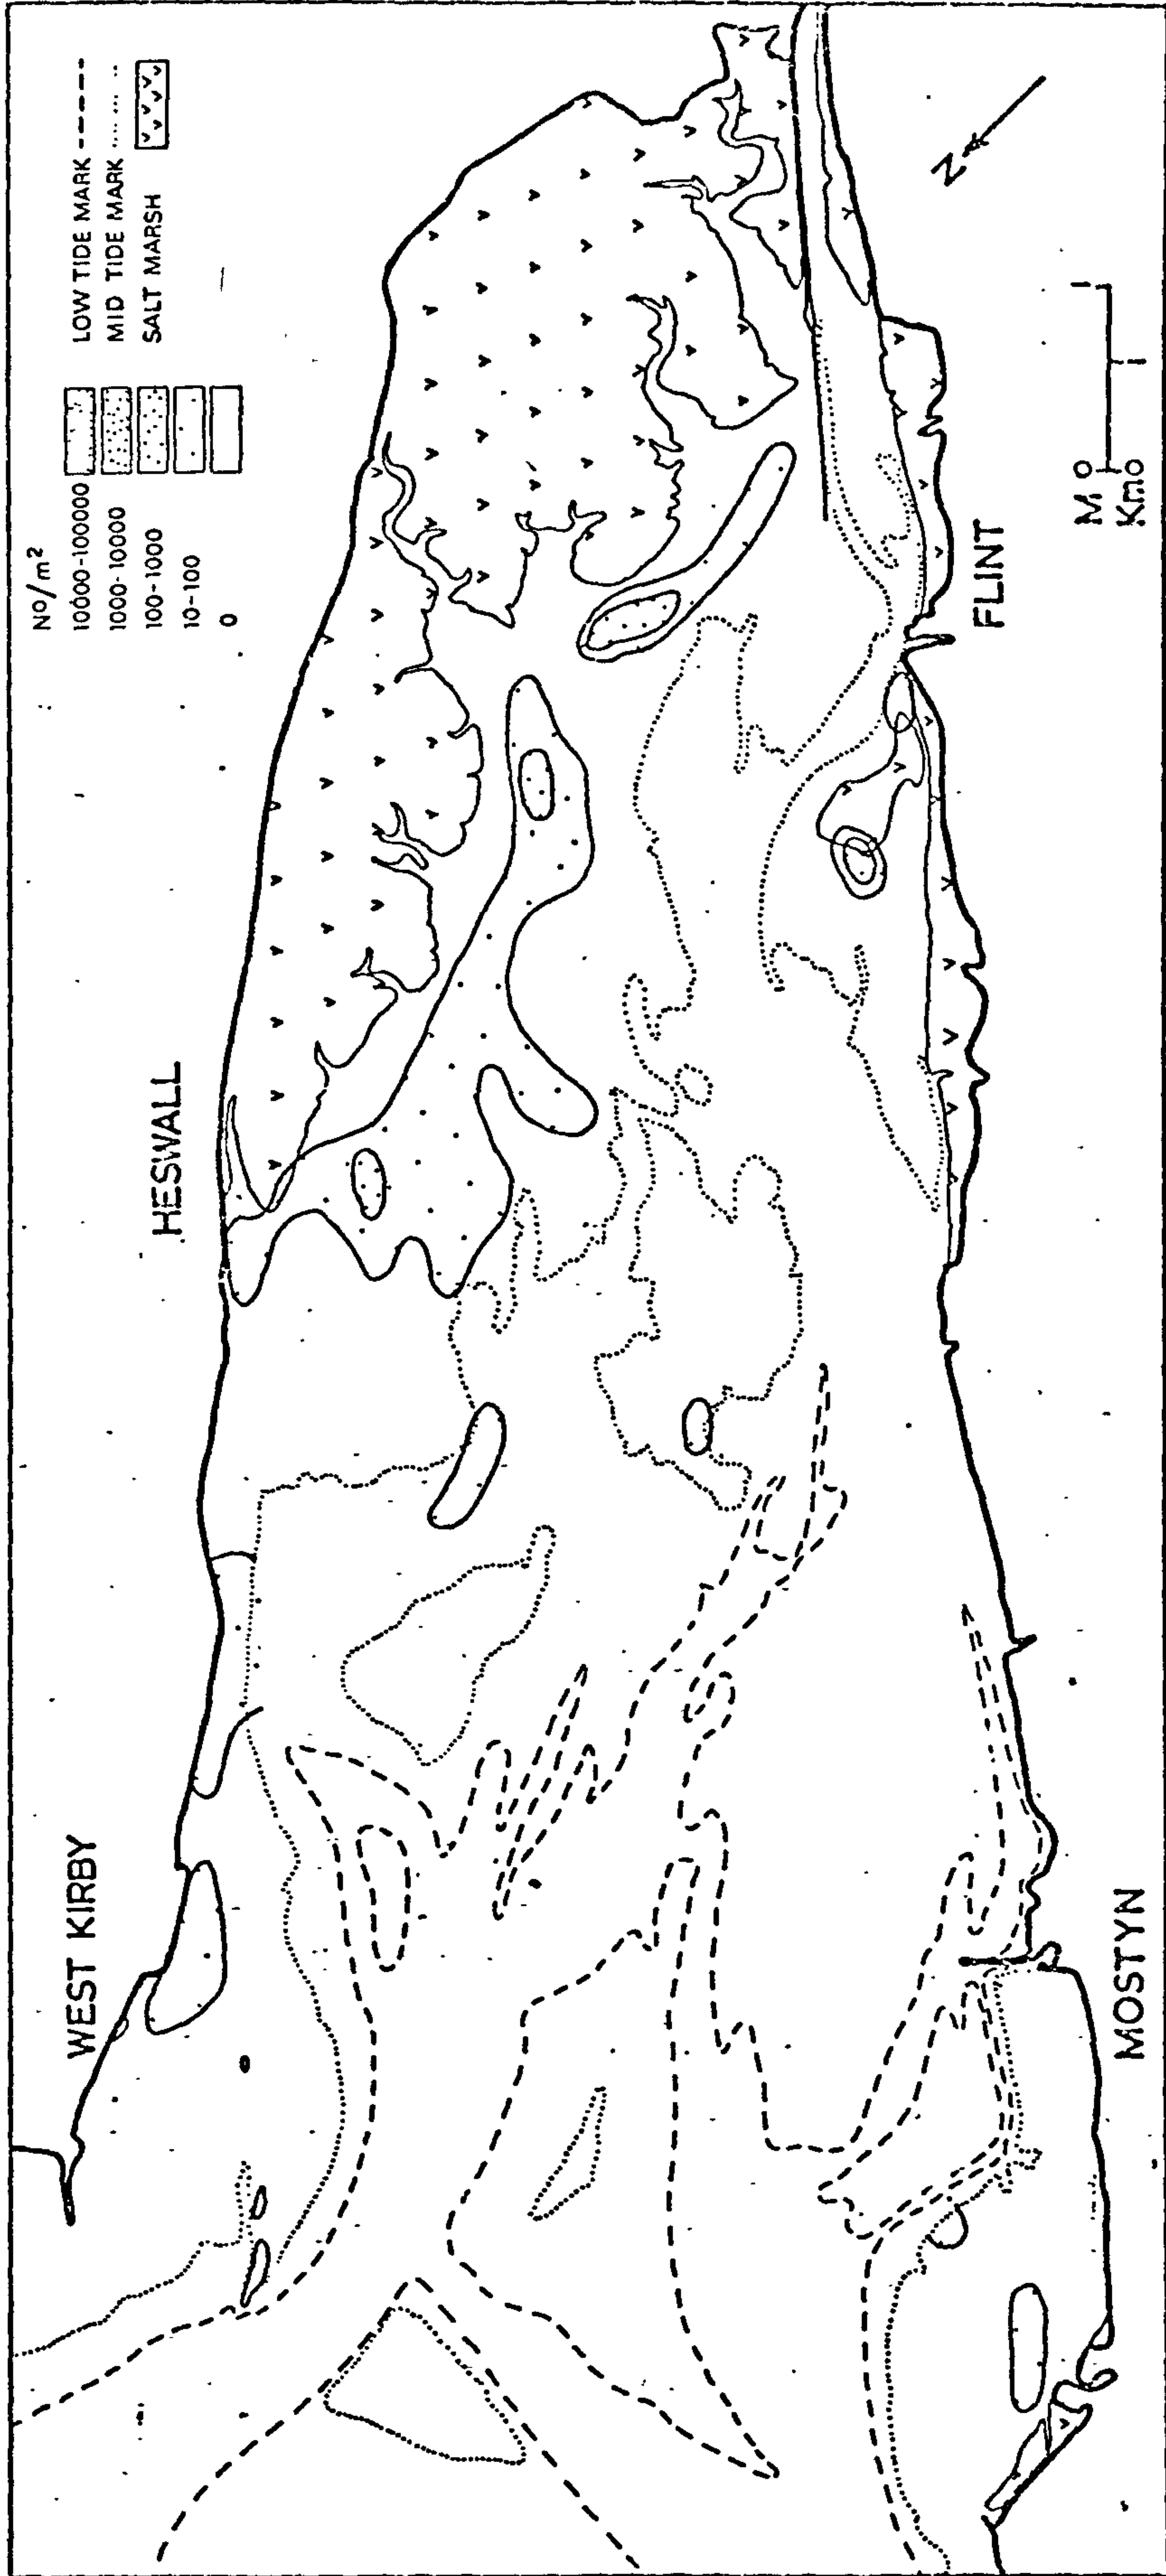 No/m²
10000-100000
1000-10000
100-1000
10-100
0
LOW TIDE MARK
MID TIDE MARK
SALT MARSH
WEST KIRBY
HESWALL
FLINT
MOSTYN
N
M 0 1
Km 0 1